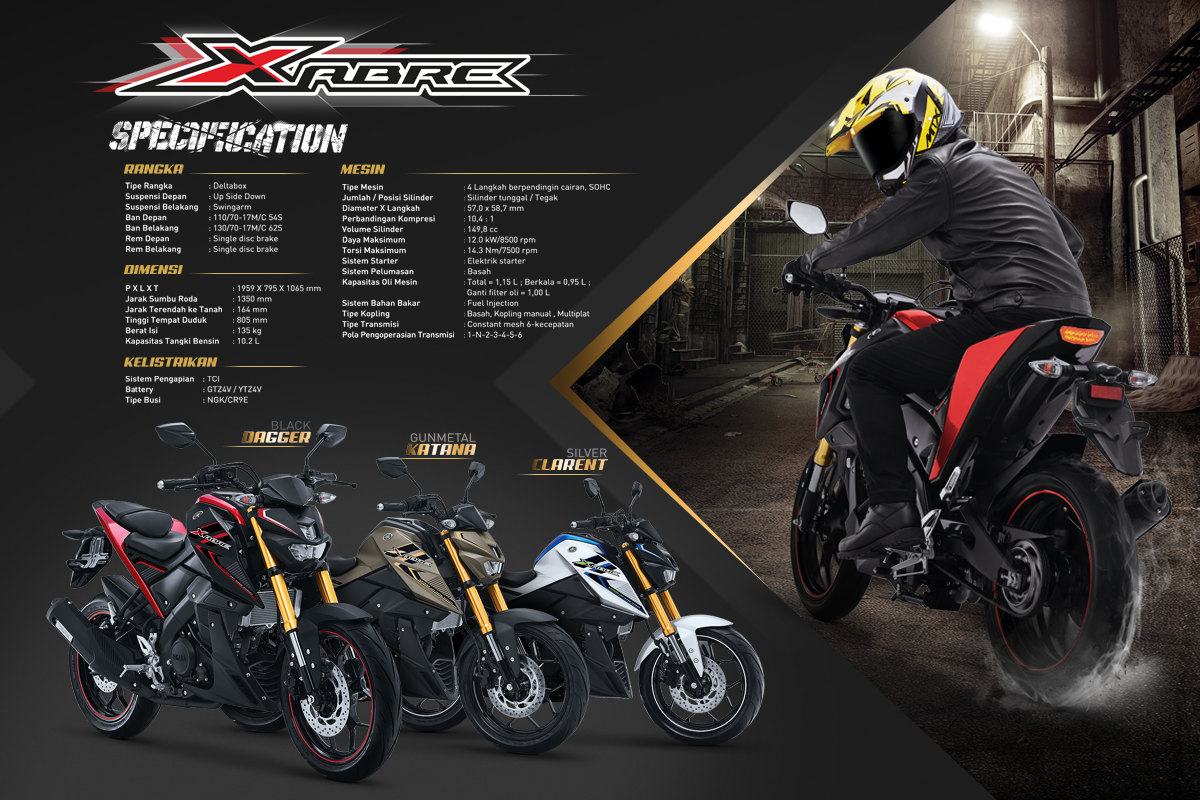 XABRE
SPECIFICATION
RANGKA
Tipe Rangka : Deltabox
Suspensi Depan : Up Side Down
Suspensi Belakang : Swingarm
Ban Depan : 110/70-17M/C 54S
Ban Belakang : 130/70-17M/C 62S
Rem Depan : Single disc brake
Rem Belakang : Single disc brake
DIMENSI
P X L X T : 1959 X 795 X 1065 mm
Jarak Sumbu Roda : 1350 mm
Jarak Terendah ke Tanah : 164 mm
Tinggi Tempat Duduk : 805 mm
Berat Isi : 135 kg
Kapasitas Tangki Bensin : 10.2 L
KELISTRIKAN
Sistem Pengapian : TCI
Battery : GTZ4V / YTZ4V
Tipe Busi : NGK/CR9E
MESIN
Tipe Mesin : 4 Langkah berpendingin cairan, SOHC
Jumlah / Posisi Silinder : Silinder tunggal / Tegak
Diameter X Langkah : 57,0 x 58,7 mm
Perbandingan Kompresi : 10,4 : 1
Volume Silinder : 149,8 cc
Daya Maksimum : 12.0 kW/8500 rpm
Torsi Maksimum : 14.3 Nm/7500 rpm
Sistem Starter : Elektrik starter
Sistem Pelumasan : Basah
Kapasitas Oli Mesin : Total = 1,15 L ; Berkala = 0,95 L ;
Ganti filter oli = 1,00 L
Sistem Bahan Bakar : Fuel Injection
Tipe Kopling : Basah, Kopling manual , Multiplat
Tipe Transmisi : Constant mesh 6-kecepatan
Pola Pengoperasian Transmisi : 1-N-2-3-4-5-6
BLACK
DAGGER
GUNMETAL
KATANA
SILVER
CLARENT
XABRE
XABRE
XABRE
MTX